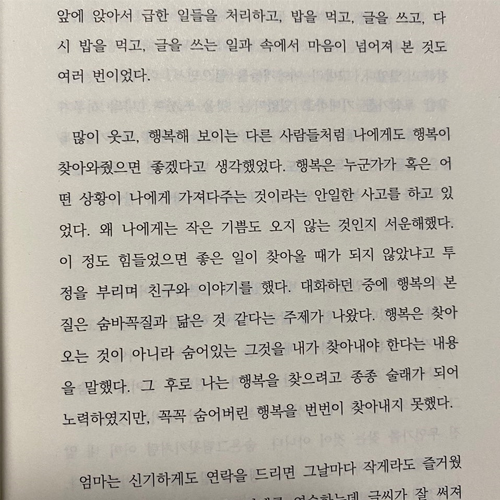 앞에 앉아서 급한 일들을 처리하고, 밥을 먹고, 글을 쓰고, 다
시 밥을 먹고, 글을 쓰는 일과 속에서 마음이 넘어져 본 것도
여러 번이었다.
많이 웃고, 행복해 보이는 다른 사람들처럼 나에게도 행복이
찾아와줬으면 좋겠다고 생각했었다. 행복은 누군가가 혹은 어
떤 상황이 나에게 가져다주는 것이라는 안일한 사고를 하고 있
었다. 왜 나에게는 작은 기쁨도 오지 않는 것인지 서운해했다.
이 정도 힘들었으면 좋은 일이 찾아올 때가 되지 않았냐고 투
정을 부리며 친구와 이야기를 했다. 대화하던 중에 행복의 본
질은 숨바꼭질과 닮은 것 같다는 주제가 나왔다. 행복은 찾아
오는 것이 아니라 숨어있는 그것을 내가 찾아내야 한다는 내용
을 말했다. 그 후로 나는 행복을 찾으려고 종종 술래가 되어
노력하였지만, 꼭꼭 숨어버린 행복을 번번이 찾아내지 못했다.
엄마는 신기하게도 연락을 드리면 그날마다 작게라도 즐거웠
연습하는데 글씨가 잘 써져